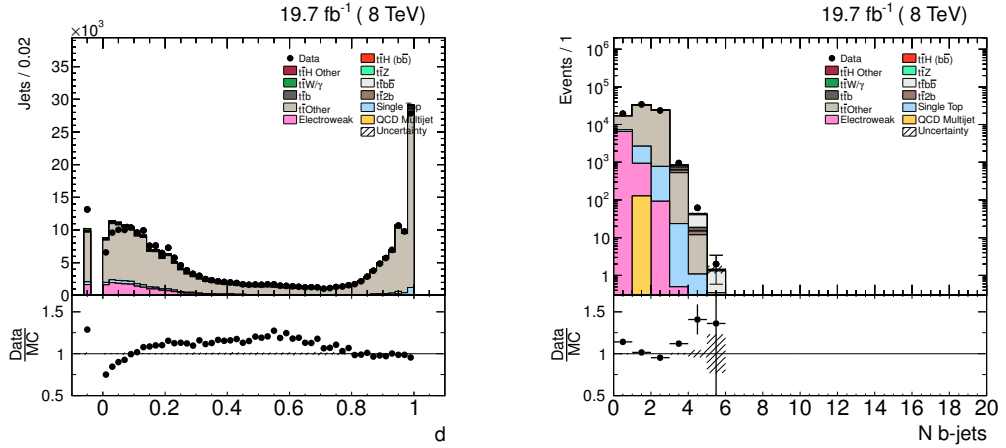 19.7 fb⁻¹ ( 8 TeV)
×10³
Jets / 0.02
Data
tt̄H Other
tt̄W/γ
tt̄b
tt̄Other
Electroweak
tt̄H (bb̄)
tt̄Z
tt̄bb̄
tt̄2b
Single Top
QCD Multijet
Uncertainty
35
30
25
20
15
10
5
0
Data
MC
1.5
1
0.5
0 0.2 0.4 0.6 0.8 1
d
19.7 fb⁻¹ ( 8 TeV)
Events / 1
Data
tt̄H Other
tt̄W/γ
tt̄b
tt̄Other
Electroweak
tt̄H (bb̄)
tt̄Z
tt̄bb̄
tt̄2b
Single Top
QCD Multijet
Uncertainty
10⁶
10⁵
10⁴
10³
10²
10
1
Data
MC
1.5
1
0.5
0 2 4 6 8 10 12 14 16 18 20
N b-jets